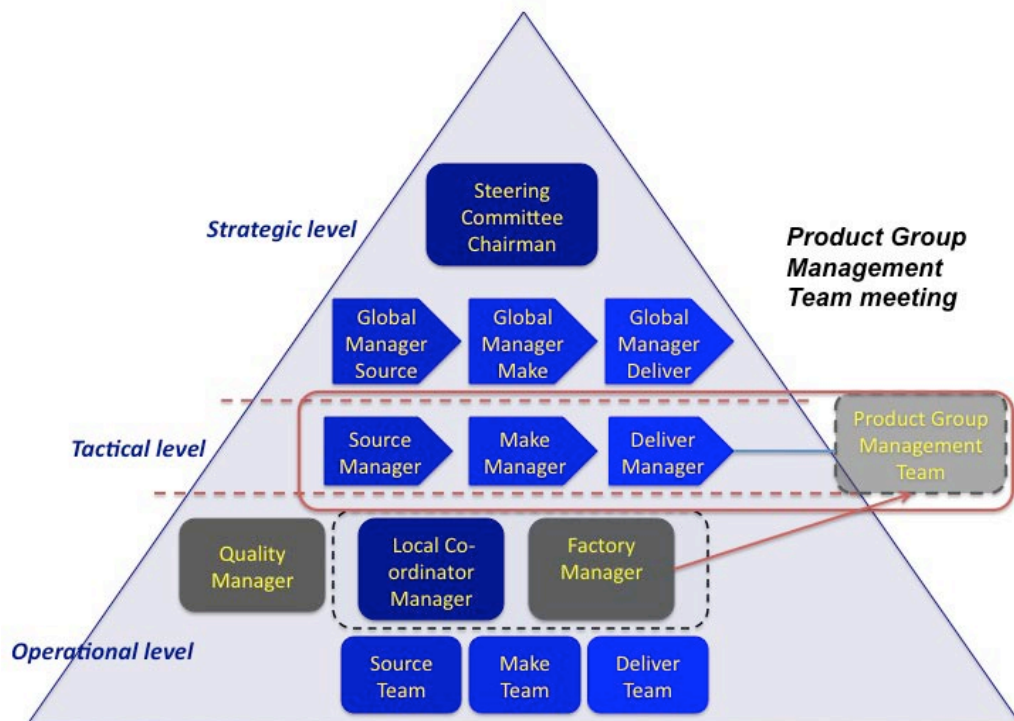 Steering
Committee
Chairman
Strategic level
Product Group
Management
Team meeting
Global
Manager
Source
Global
Manager
Make
Global
Manager
Deliver
Tactical level
Source
Manager
Make
Manager
Deliver
Manager
Product Group
Management
Team
Quality
Manager
Local Co-
ordinator
Manager
Factory
Manager
Operational level
Source
Team
Make
Team
Deliver
Team